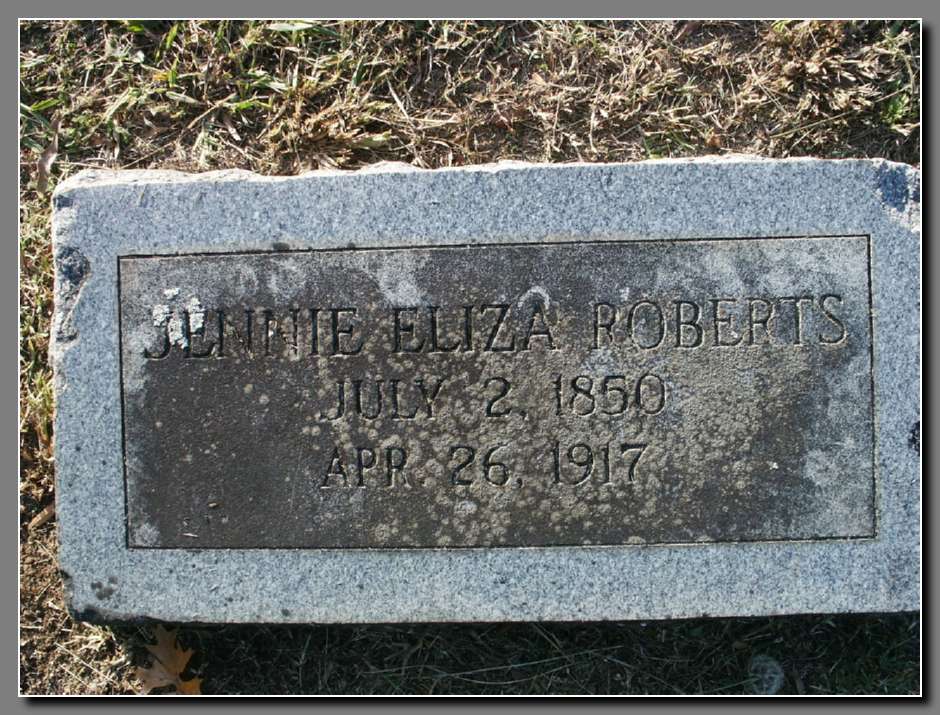 JENNIE ELIZA ROBERTS
JULY 2, 1850
APR 26, 1917